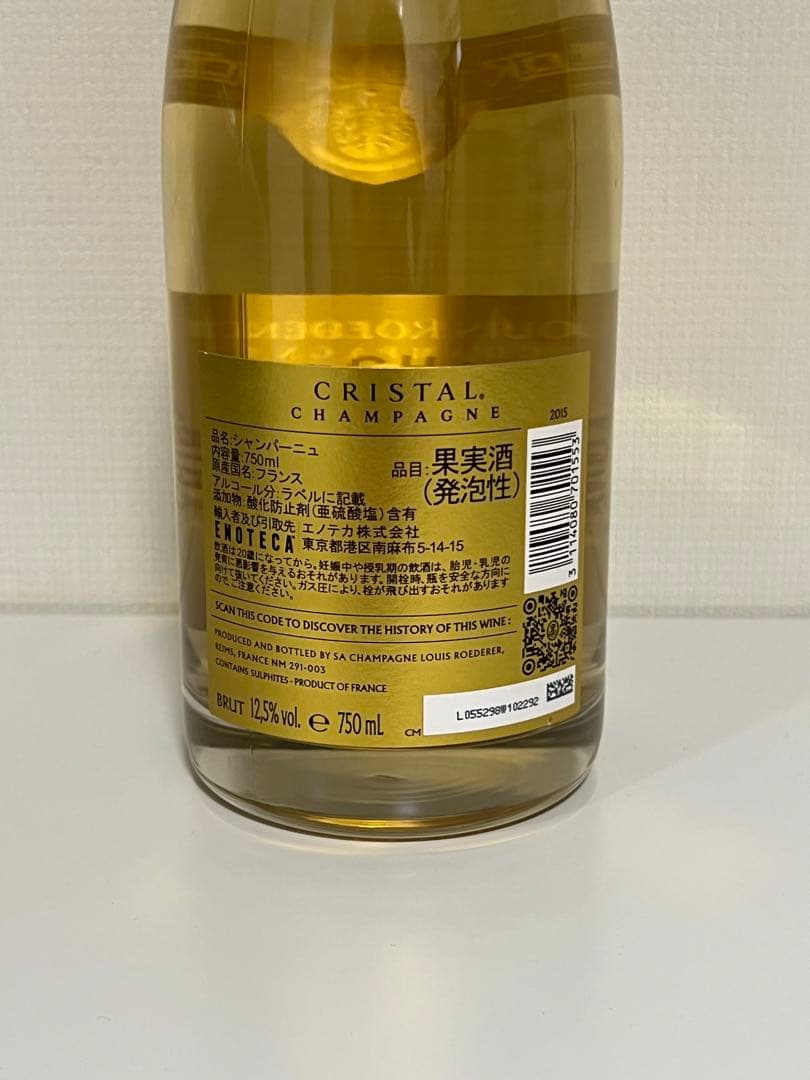 CRISTAL®
CHAMPAGNE
2015
品名:シャンパーニュ
内容量:750ml
原産国名:フランス
アルコール分:ラベルに記載
添加物:酸化防止剤(亜硫酸塩)含有
品目:果実酒
(発泡性)
輸入者及び引取先
ENOTECA エノテカ株式会社
東京都港区南麻布5-14-15
飲酒は20歳になってから。妊娠中や授乳期の飲酒は、胎児・乳児の
発育に悪影響を与えるおそれがあります。開栓時、瓶を安全な方向に
向けて抜いてください。ガス圧により、栓が飛び出すおそれがあります
のでご注意ください。
3 114080 701553
SCAN THIS CODE TO DISCOVER THE HISTORY OF THIS WINE:
PRODUCED AND BOTTLED BY SA CHAMPAGNE LOUIS ROEDERER,
REIMS, FRANCE NM 291-003
CONTAINS SULPHITES - PRODUCT OF FRANCE
BRUT 12,5% vol. e 750 mL
CM